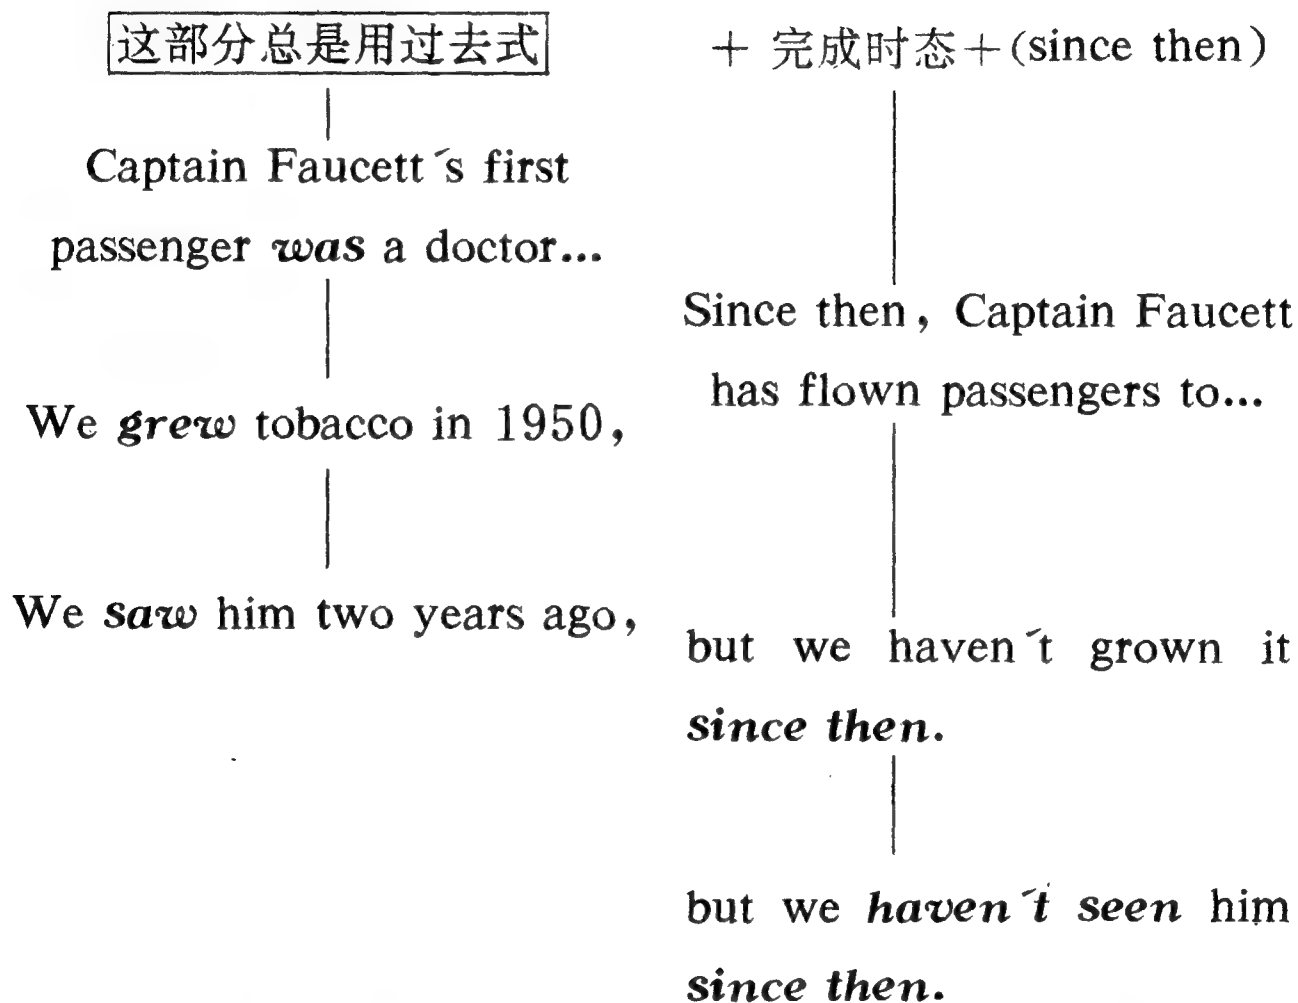 这部分总是用过去式
Captain Faucett´s first
passenger was a doctor...
We grew tobacco in 1950，
We saw him two years ago，
＋ 完成时态＋(since then)
Since then，Captain Faucett
has flown passengers to...
but we haven´t grown it
since then.
but we haven´t seen him
since then.